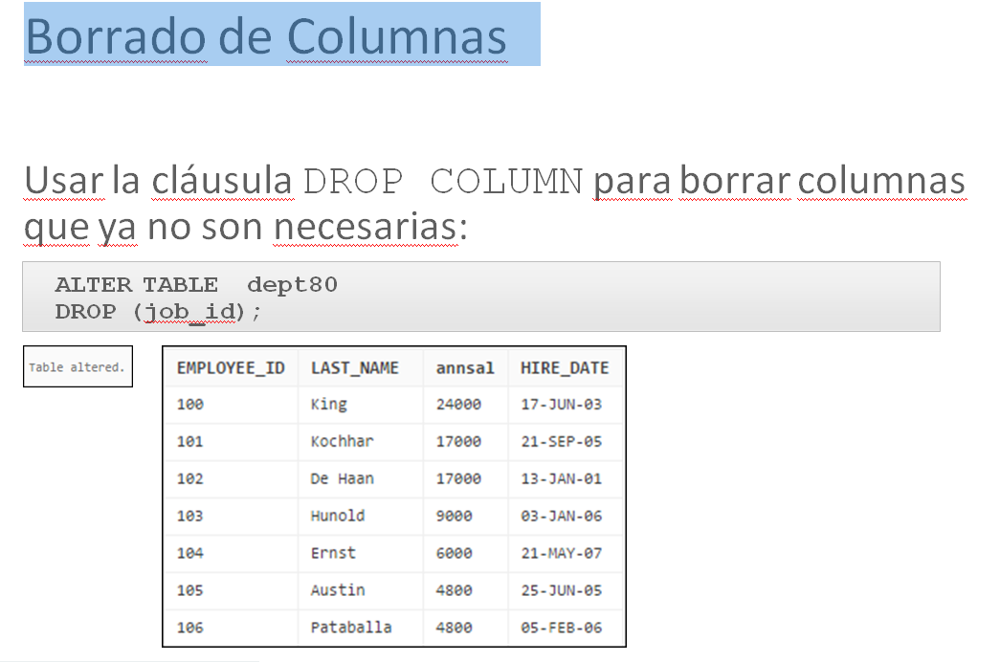 Borrado de Columnas
Usar la cláusula DROP COLUMN para borrar columnas
que ya no son necesarias:
ALTER TABLE dept80
DROP (job_id);
Table altered.
EMPLOYEE_ID LAST_NAME annsal HIRE_DATE
100 King 24000 17-JUN-03
101 Kochhar 17000 21-SEP-05
102 De Haan 17000 13-JAN-01
103 Hunold 9000 03-JAN-06
104 Ernst 6000 21-MAY-07
105 Austin 4800 25-JUN-05
106 Pataballa 4800 05-FEB-06